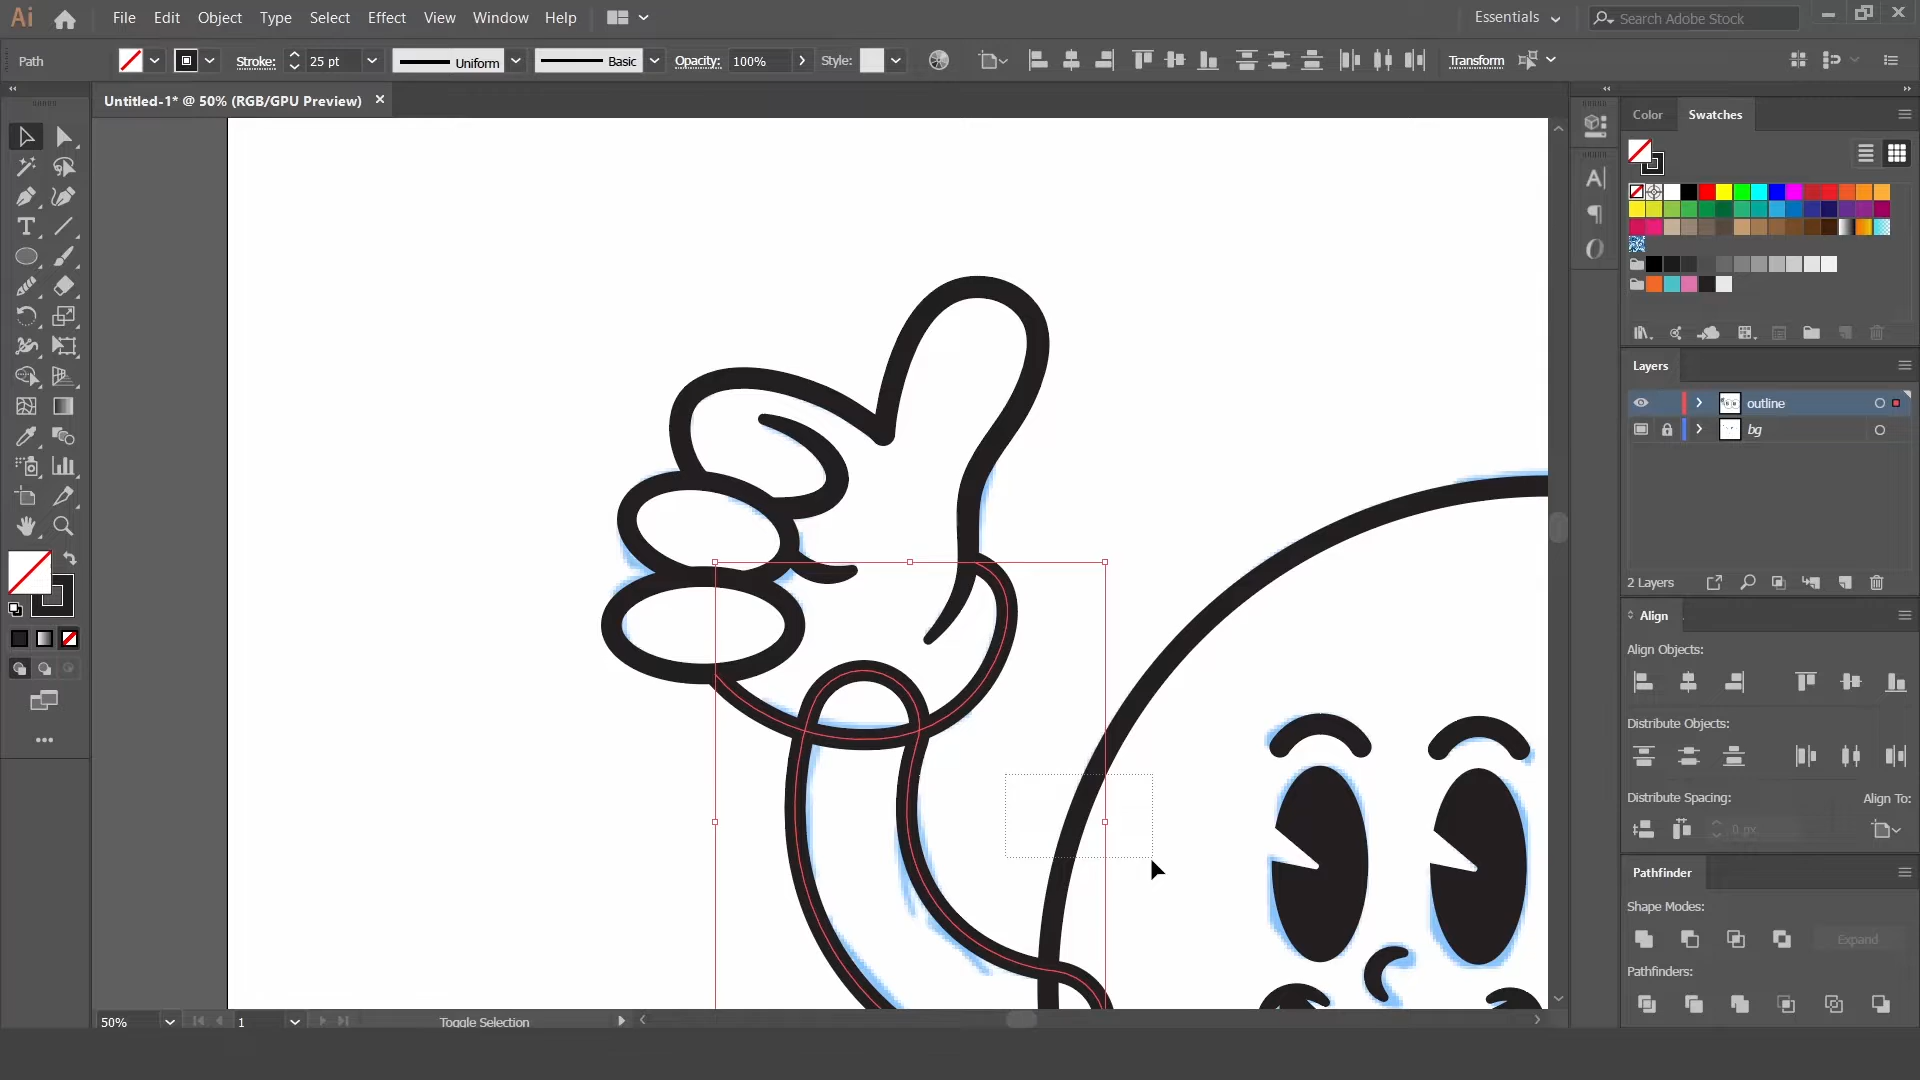 Ai File Edit Object Type Select Effect View Window Help Essentials Search Adobe Stock
Path Stroke: 25 pt Uniform Basic Opacity: 100% Style: Transform
Untitled-1* @ 50% (RGB/GPU Preview)
Color Swatches
Layers
outline
bg
2 Layers
Align
Align Objects:
Distribute Objects:
Distribute Spacing: Align To:
0 px
Pathfinder
Shape Modes:
Expand
Pathfinders:
50% 1 Toggle Selection